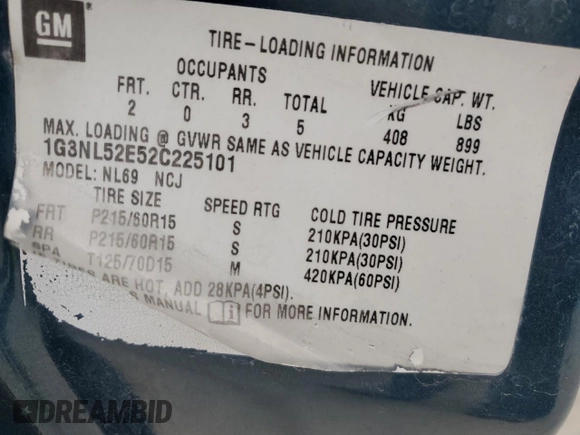 GM
TIRE-LOADING INFORMATION
OCCUPANTS VEHICLE CAP. WT.
FRT. CTR. RR. TOTAL KG LBS
2 0 3 5 408 899
MAX. LOADING @ GVWR SAME AS VEHICLE CAPACITY WEIGHT.
1G3NL52E52C225101
MODEL: NL69 NCJ
TIRE SIZE SPEED RTG COLD TIRE PRESSURE
FRT P215/60R15 S 210KPA(30PSI)
RR P215/60R15 S 210KPA(30PSI)
SPA T125/70D15 M 420KPA(60PSI)
TIRES ARE HOT, ADD 28KPA(4PSI).
MANUAL FOR MORE INFORMATION.
DREAMBID